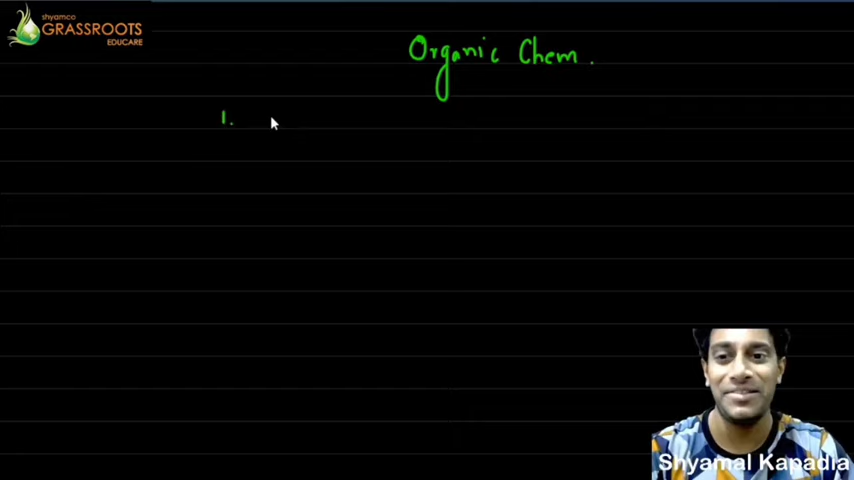 shyamco
GRASSROOTS
EDUCARE
Organic Chem.
1.
Shyamal Kapadia